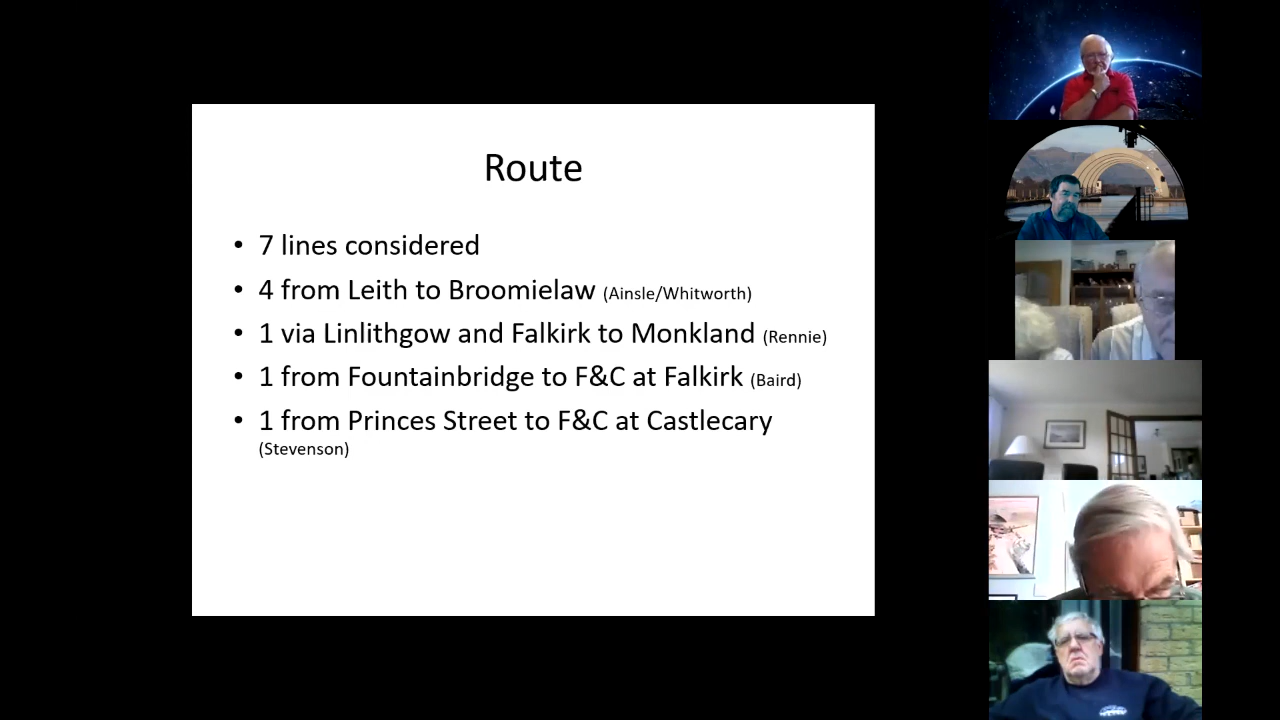 Route
• 7 lines considered
• 4 from Leith to Broomielaw (Ainsle/Whitworth)
• 1 via Linlithgow and Falkirk to Monkland (Rennie)
• 1 from Fountainbridge to F&C at Falkirk (Baird)
• 1 from Princes Street to F&C at Castlecary
(Stevenson)